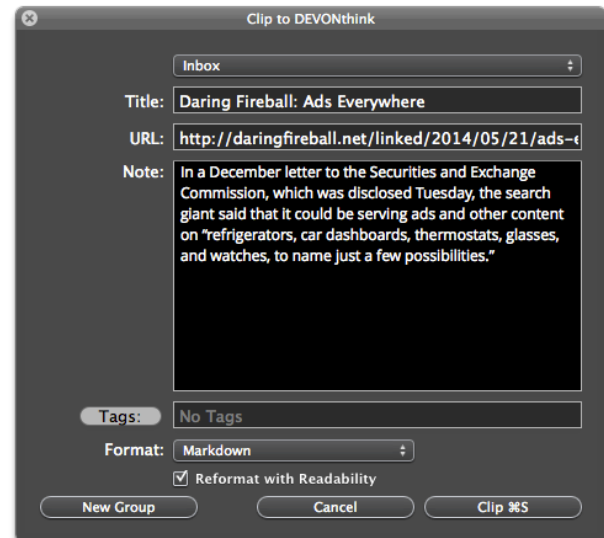 Clip to DEVONthink
Inbox
Title: Daring Fireball: Ads Everywhere
URL: http://daringfireball.net/linked/2014/05/21/ads-e
Note: In a December letter to the Securities and Exchange
Commission, which was disclosed Tuesday, the search
giant said that it could be serving ads and other content
on “refrigerators, car dashboards, thermostats, glasses,
and watches, to name just a few possibilities.”
Tags: No Tags
Format: Markdown
Reformat with Readability
New Group Cancel Clip ⌘S